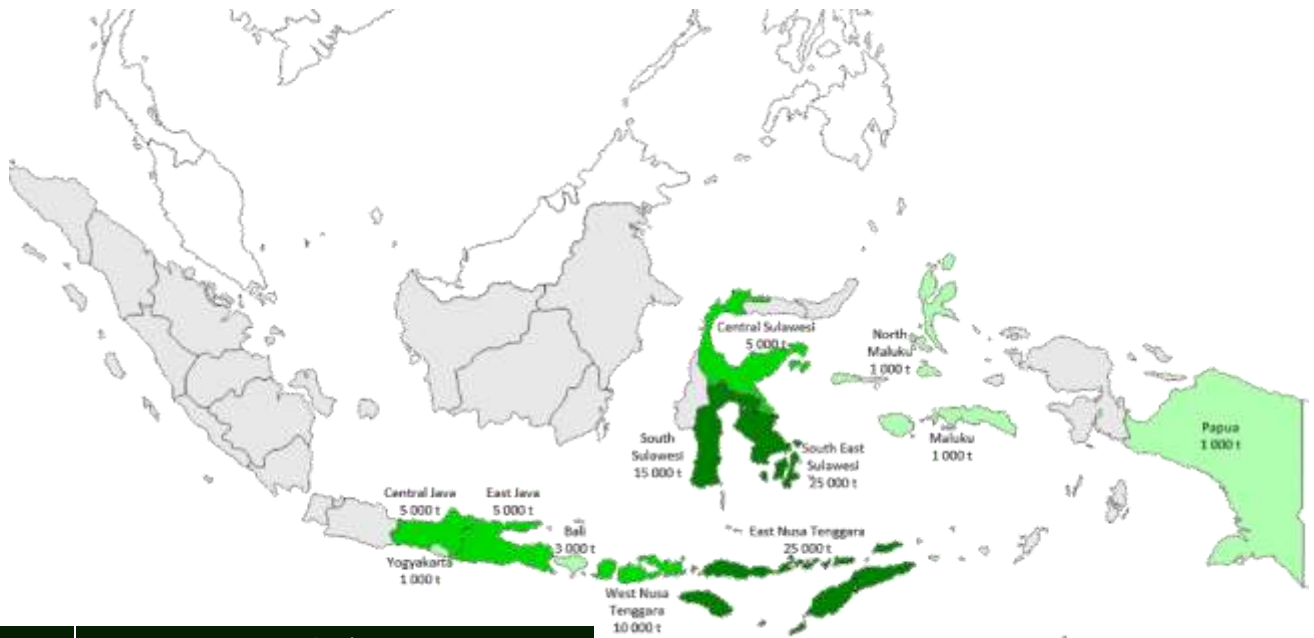 Central Sulawesi
5 000 t
North
Maluku
1 000 t
Papua
1 000 t
Maluku
1 000 t
South
Sulawesi
15 000 t
South East
Sulawesi
25 000 t
Central Java
5 000 t
East Java
5 000 t
Bali
3 000 t
East Nusa Tenggara
25 000 t
Yogyakarta
1 000 t
West Nusa
Tenggara
10 000 t